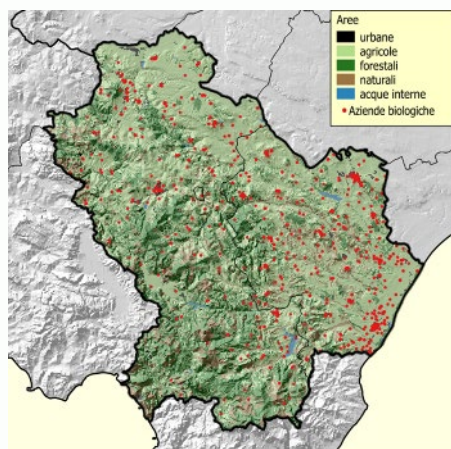 Aree
urbane
agricole
forestali
naturali
acque interne
Aziende biologiche